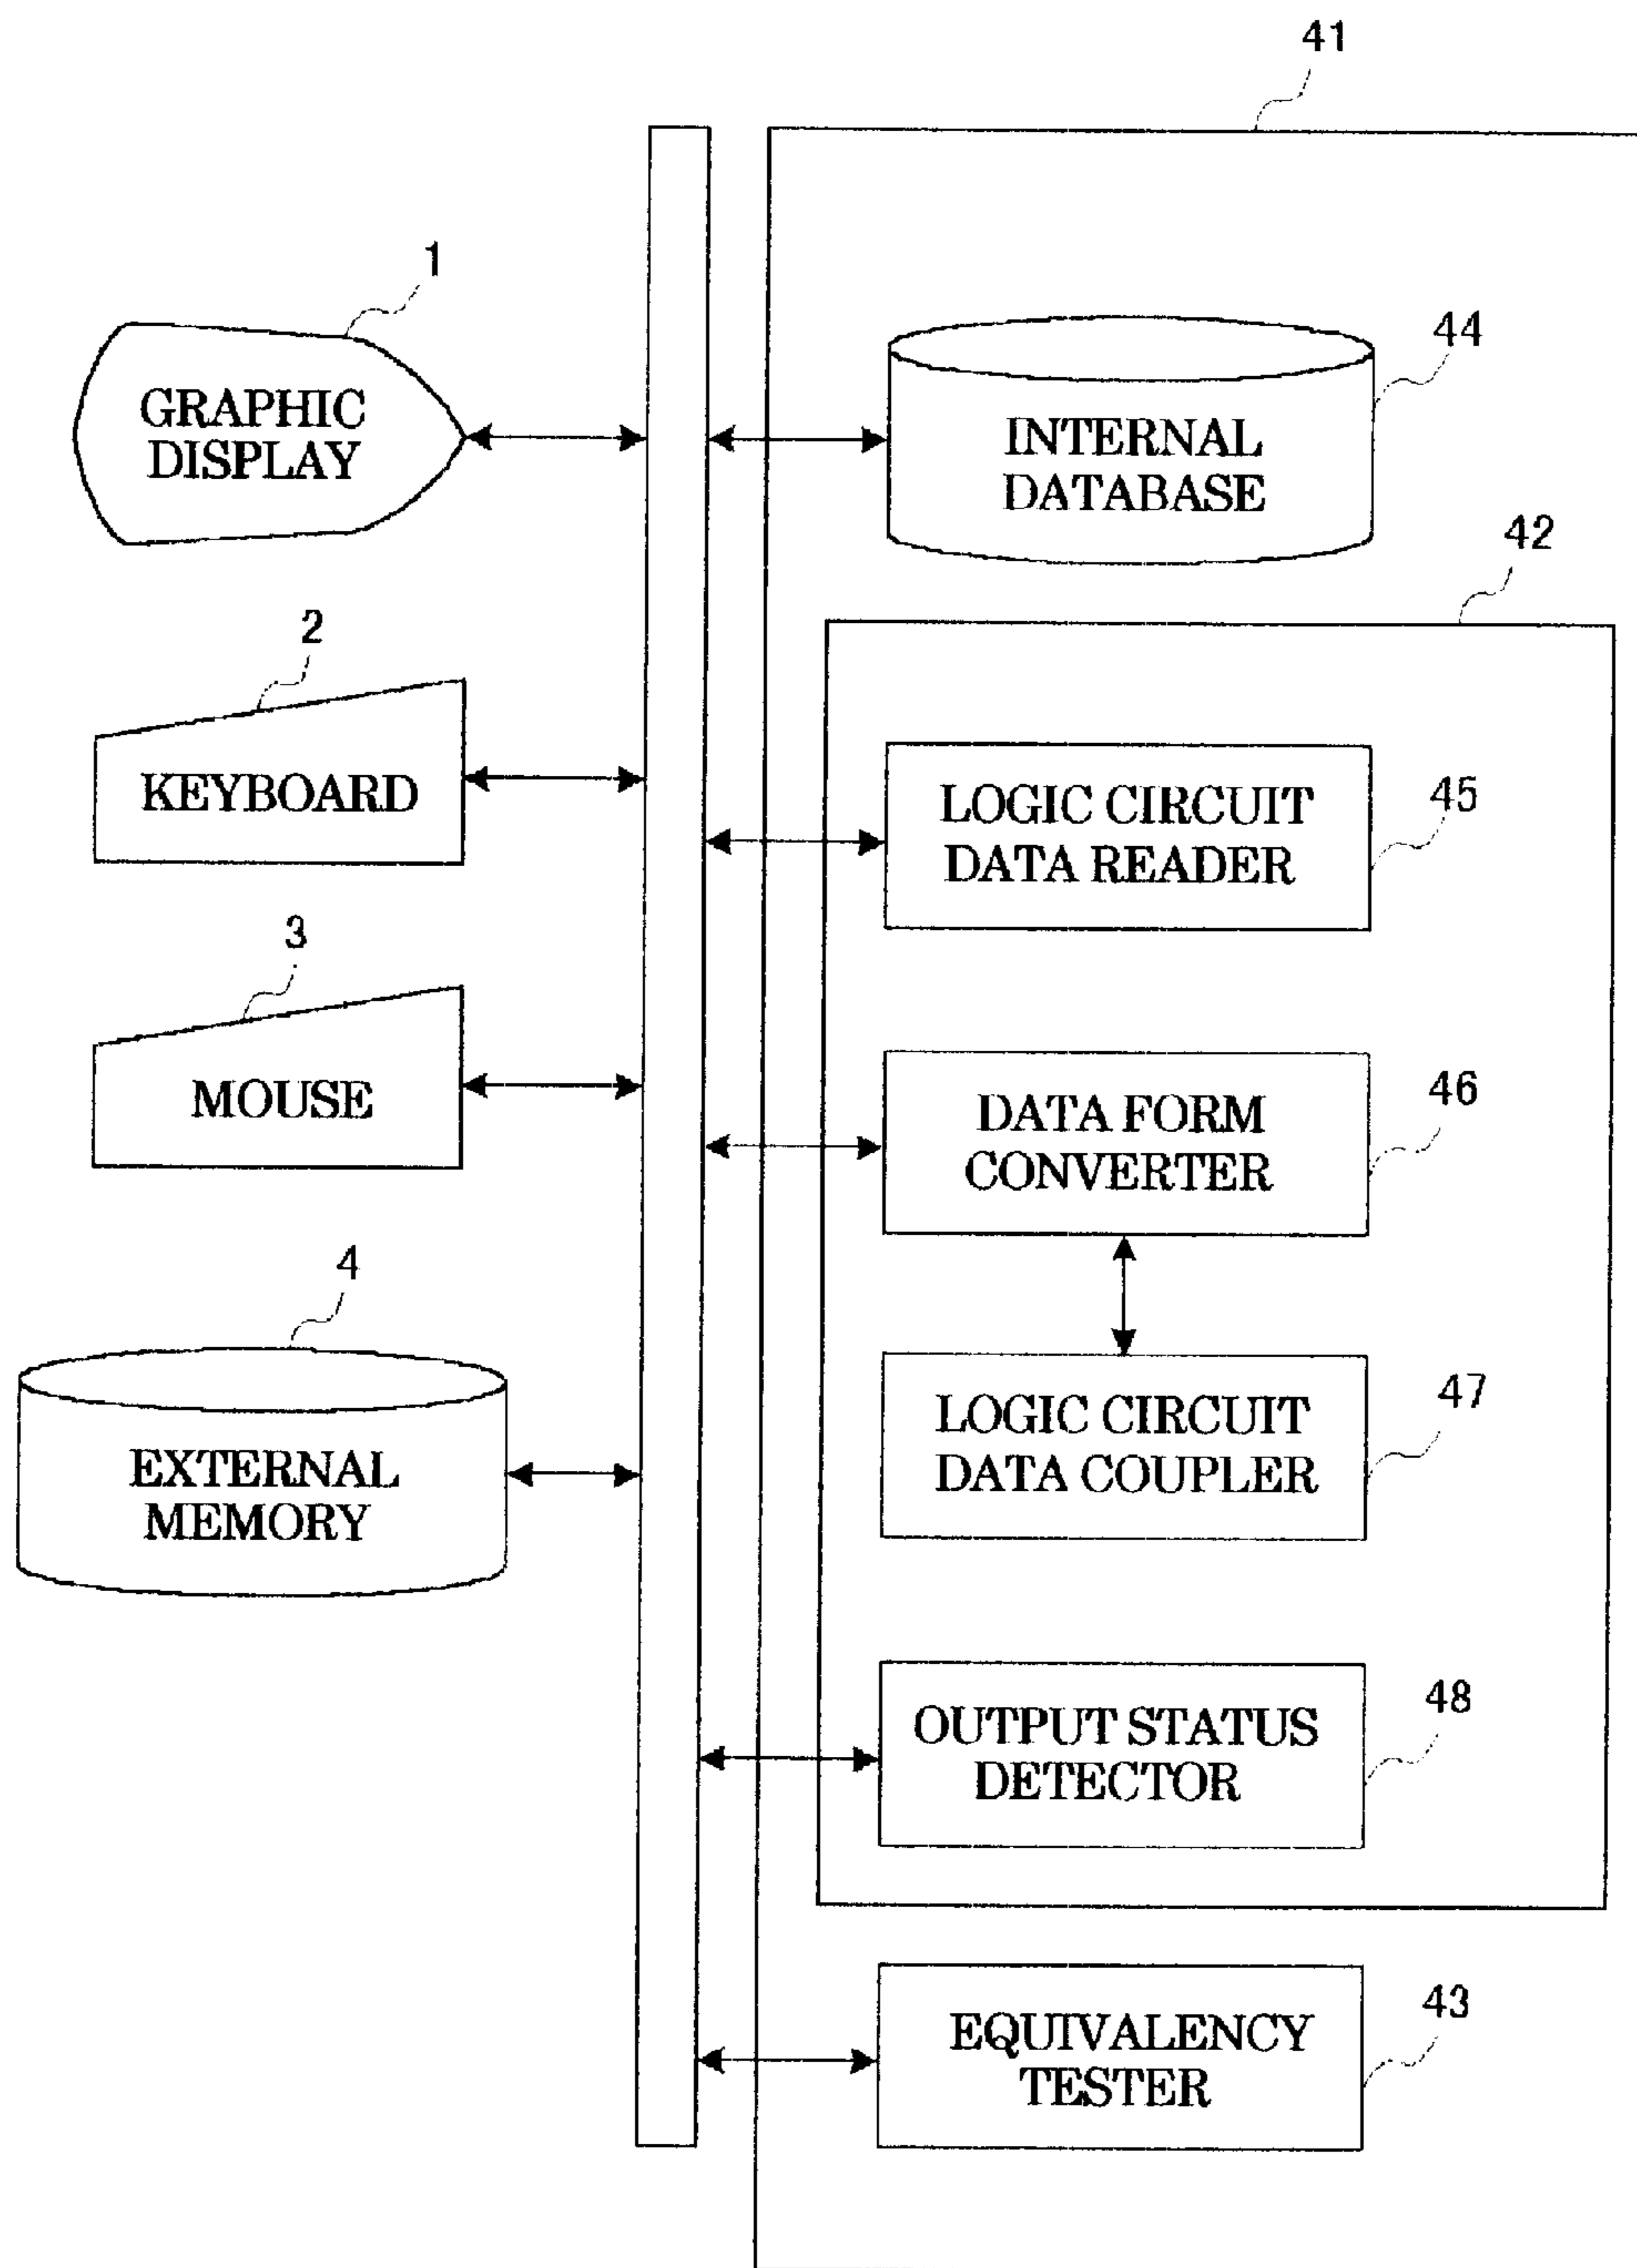 41
1
GRAPHIC
DISPLAY
44
INTERNAL
DATABASE
42
2
KEYBOARD
45
LOGIC CIRCUIT
DATA READER
3
MOUSE
46
DATA FORM
CONVERTER
4
EXTERNAL
MEMORY
47
LOGIC CIRCUIT
DATA COUPLER
48
OUTPUT STATUS
DETECTOR
43
EQUIVALENCY
TESTER